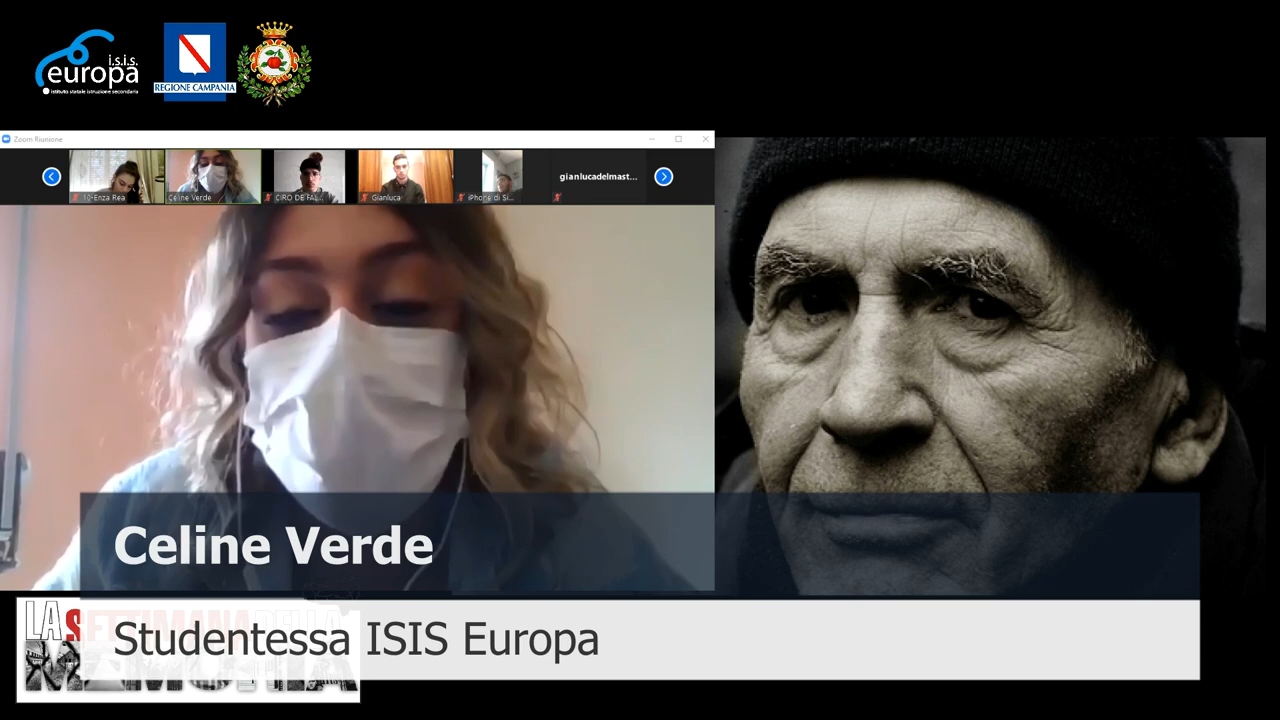 i.s.i.s.
europa
istituto statale istruzione secondaria
REGIONE CAMPANIA
Zoom Riunione
10-Enza Rea
Celine Verde
CIRO DE FAL...
Gianluca
iPhone di Si...
gianlucadelmast...
Celine Verde
LA SETTIMANA DELLA
Studentessa ISIS Europa
MEMORIA